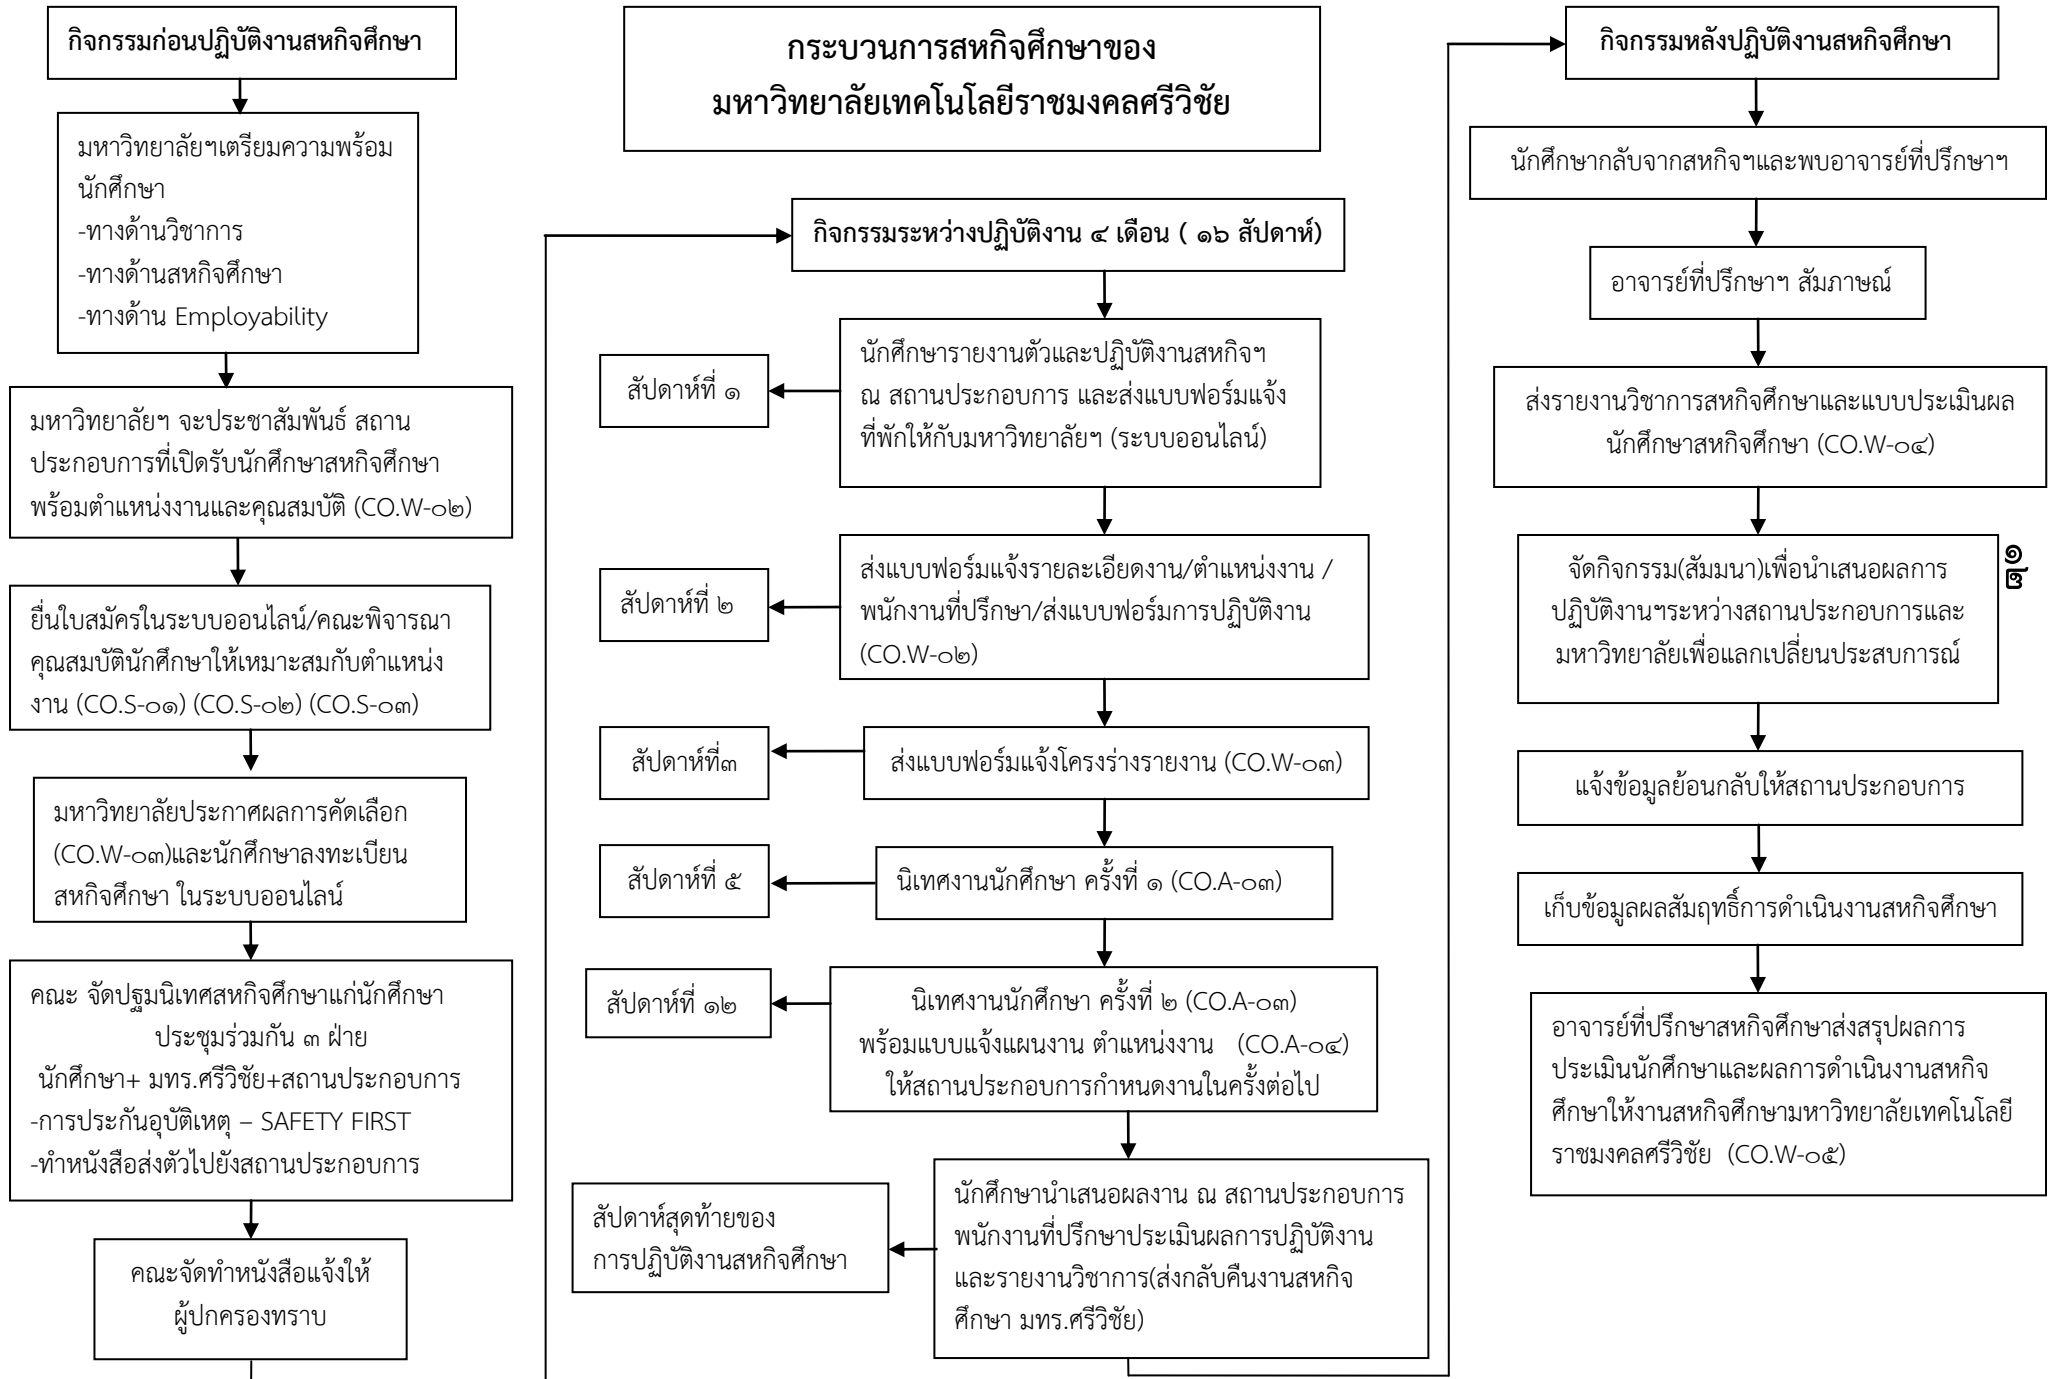 กิจกรรมก่อนปฏิบัติงานสหกิจศึกษา
มหาวิทยาลัยฯเตรียมความพร้อม
นักศึกษา
-ทางด้านวิชาการ
-ทางด้านสหกิจศึกษา
-ทางด้าน Employability
มหาวิทยาลัยฯ จะประชาสัมพันธ์ สถาน
ประกอบการที่เปิดรับนักศึกษาสหกิจศึกษา
พร้อมตำแหน่งงานและคุณสมบัติ (CO.W-๐๒)
ยื่นใบสมัครในระบบออนไลน์/คณะพิจารณา
คุณสมบัตินักศึกษาให้เหมาะสมกับตำแหน่ง
งาน (CO.S-๐๑) (CO.S-๐๒) (CO.S-๐๓)
มหาวิทยาลัยประกาศผลการคัดเลือก
(CO.W-๐๓)และนักศึกษาลงทะเบียน
สหกิจศึกษา ในระบบออนไลน์
คณะ จัดปฐมนิเทศสหกิจศึกษาแก่นักศึกษา
ประชุมร่วมกัน ๓ ฝ่าย
นักศึกษา+ มทร.ศรีวิชัย+สถานประกอบการ
-การประกันอุบัติเหตุ – SAFETY FIRST
-ทำหนังสือส่งตัวไปยังสถานประกอบการ
คณะจัดทำหนังสือแจ้งให้
ผู้ปกครองทราบ
กระบวนการสหกิจศึกษาของ
มหาวิทยาลัยเทคโนโลยีราชมงคลศรีวิชัย
กิจกรรมระหว่างปฏิบัติงาน ๔ เดือน ( ๑๖ สัปดาห์)
สัปดาห์ที่ ๑
นักศึกษารายงานตัวและปฏิบัติงานสหกิจฯ
ณ สถานประกอบการ และส่งแบบฟอร์มแจ้ง
ที่พักให้กับมหาวิทยาลัยฯ (ระบบออนไลน์)
สัปดาห์ที่ ๒
ส่งแบบฟอร์มแจ้งรายละเอียดงาน/ตำแหน่งงาน /
พนักงานที่ปรึกษา/ส่งแบบฟอร์มการปฏิบัติงาน
(CO.W-๐๒)
สัปดาห์ที่๓
ส่งแบบฟอร์มแจ้งโครงร่างรายงาน (CO.W-๐๓)
สัปดาห์ที่ ๕
นิเทศงานนักศึกษา ครั้งที่ ๑ (CO.A-๐๓)
สัปดาห์ที่ ๑๒
นิเทศงานนักศึกษา ครั้งที่ ๒ (CO.A-๐๓)
พร้อมแบบแจ้งแผนงาน ตำแหน่งงาน (CO.A-๐๔)
ให้สถานประกอบการกำหนดงานในครั้งต่อไป
สัปดาห์สุดท้ายของ
การปฏิบัติงานสหกิจศึกษา
นักศึกษานำเสนอผลงาน ณ สถานประกอบการ
พนักงานที่ปรึกษาประเมินผลการปฏิบัติงาน
และรายงานวิชาการ(ส่งกลับคืนงานสหกิจ
ศึกษา มทร.ศรีวิชัย)
กิจกรรมหลังปฏิบัติงานสหกิจศึกษา
นักศึกษากลับจากสหกิจฯและพบอาจารย์ที่ปรึกษาฯ
อาจารย์ที่ปรึกษาฯ สัมภาษณ์
ส่งรายงานวิชาการสหกิจศึกษาและแบบประเมินผล
นักศึกษาสหกิจศึกษา (CO.W-๐๔)
จัดกิจกรรม(สัมมนา)เพื่อนำเสนอผลการ
ปฏิบัติงานฯระหว่างสถานประกอบการและ
มหาวิทยาลัยเพื่อแลกเปลี่ยนประสบการณ์
๑๒
แจ้งข้อมูลย้อนกลับให้สถานประกอบการ
เก็บข้อมูลผลสัมฤทธิ์การดำเนินงานสหกิจศึกษา
อาจารย์ที่ปรึกษาสหกิจศึกษาส่งสรุปผลการ
ประเมินนักศึกษาและผลการดำเนินงานสหกิจ
ศึกษาให้งานสหกิจศึกษามหาวิทยาลัยเทคโนโลยี
ราชมงคลศรีวิชัย (CO.W-๐๕)